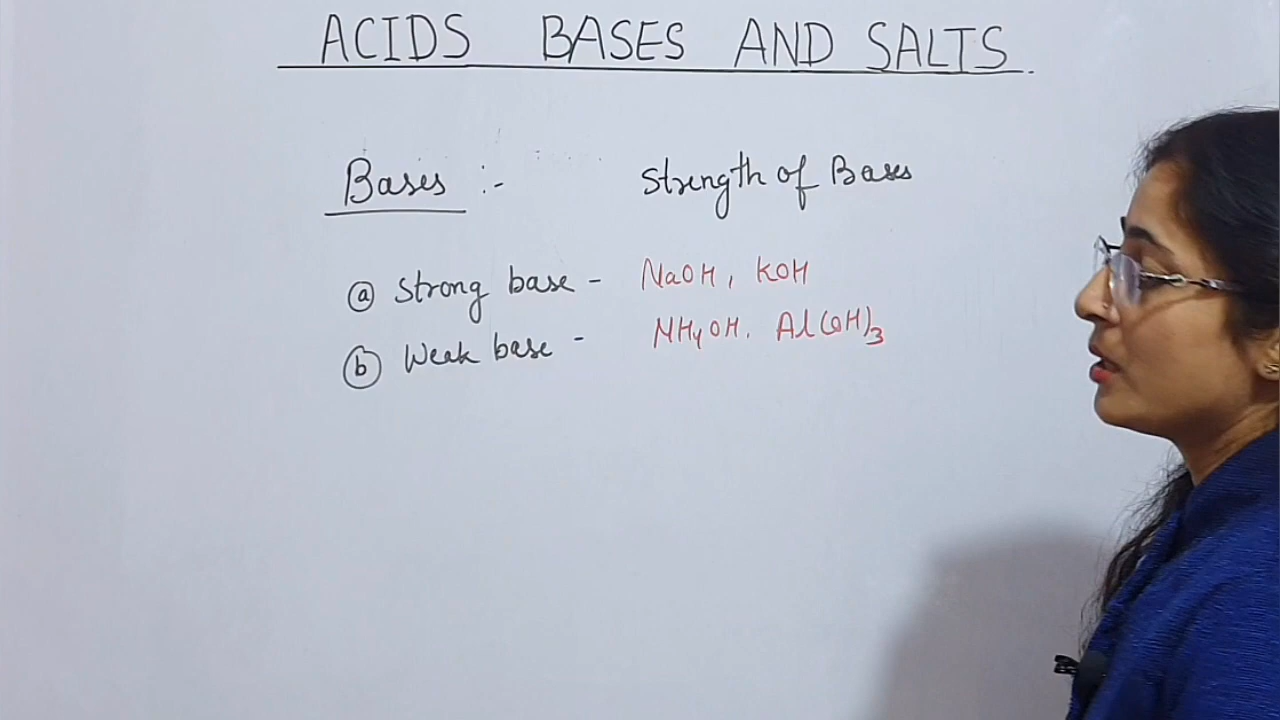 ACIDS BASES AND SALTS.
Bases :- Strength of Bases
(a) Strong base - NaOH, KOH
(b) Weak base - NH4OH. Al(OH)3